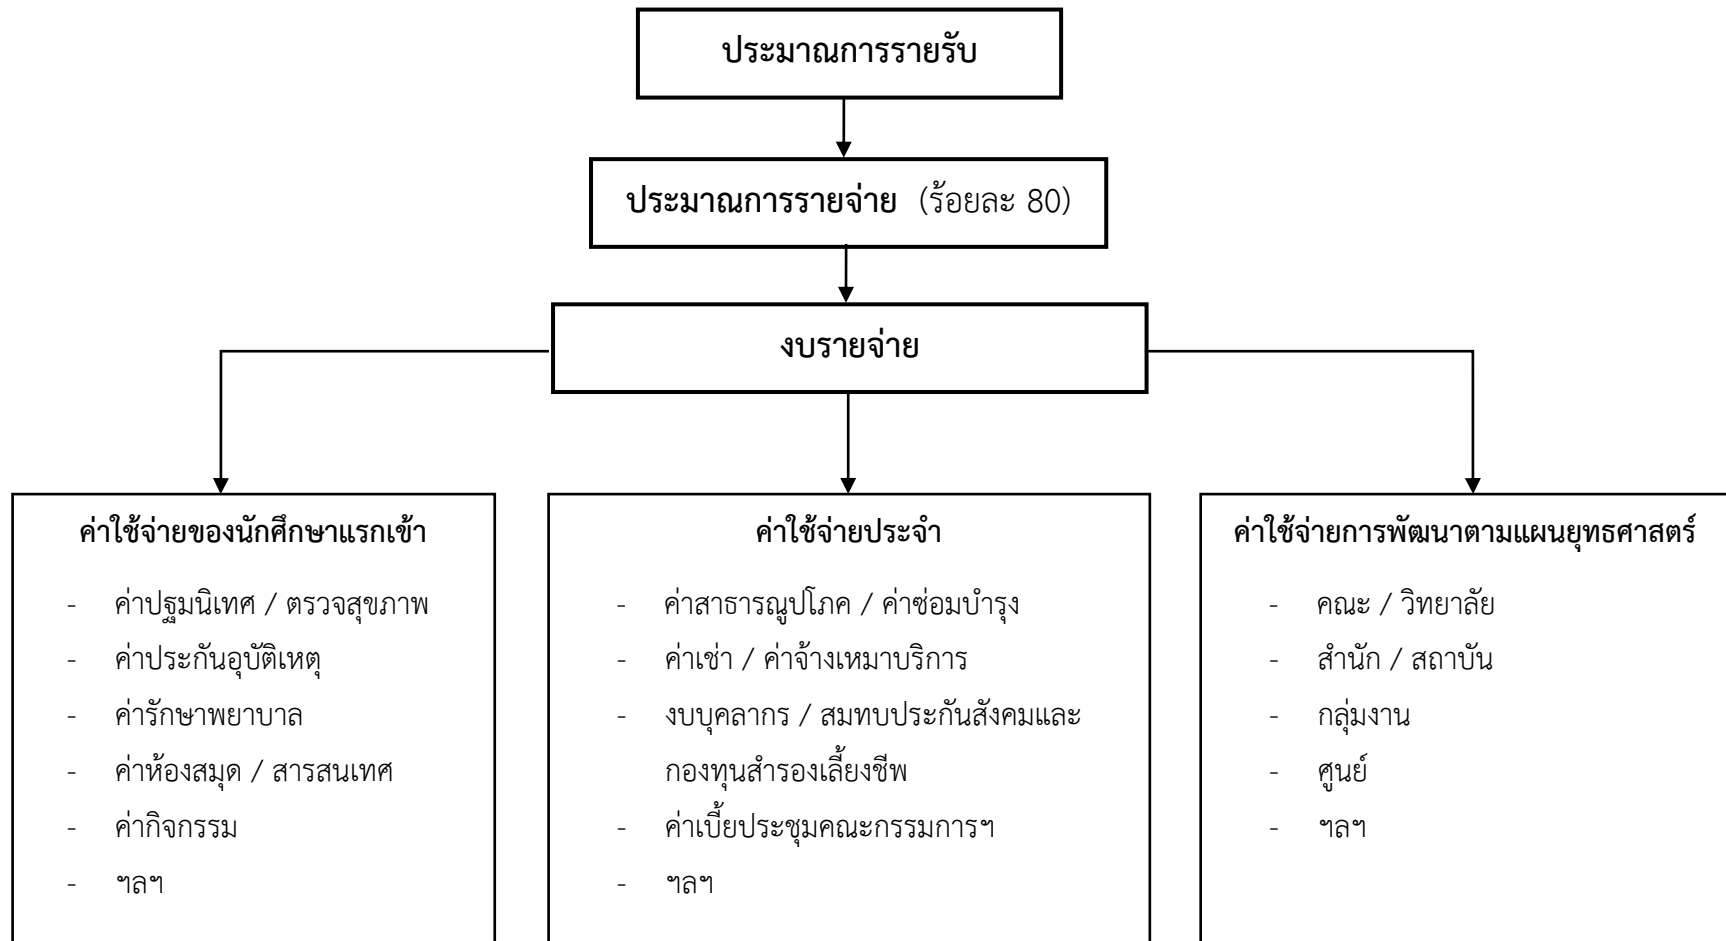 ประมาณการรายรับ
ประมาณการรายจ่าย (ร้อยละ 80)
งบรายจ่าย
ค่าใช้จ่ายของนักศึกษาแรกเข้า
- ค่าปฐมนิเทศ / ตรวจสุขภาพ
- ค่าประกันอุบัติเหตุ
- ค่ารักษาพยาบาล
- ค่าห้องสมุด / สารสนเทศ
- ค่ากิจกรรม
- ฯลฯ
ค่าใช้จ่ายประจำ
- ค่าสาธารณูปโภค / ค่าซ่อมบำรุง
- ค่าเช่า / ค่าจ้างเหมาบริการ
- งบบุคลากร / สมทบประกันสังคมและ
กองทุนสำรองเลี้ยงชีพ
- ค่าเบี้ยประชุมคณะกรรมการฯ
- ฯลฯ
ค่าใช้จ่ายการพัฒนาตามแผนยุทธศาสตร์
- คณะ / วิทยาลัย
- สำนัก / สถาบัน
- กลุ่มงาน
- ศูนย์
- ฯลฯ